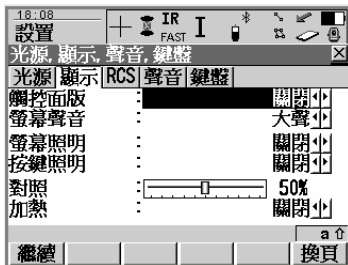 18:08
設置
IR
FAST
I
光源, 顯示, 聲音, 鍵盤
光源 顯示 RCS 聲音 鍵盤
觸控面版 : 關閉
螢幕聲音 : 大聲
螢幕照明 : 關閉
按鍵照明 : 關閉
對照 : 50%
加熱 : 關閉
a
繼續 換頁